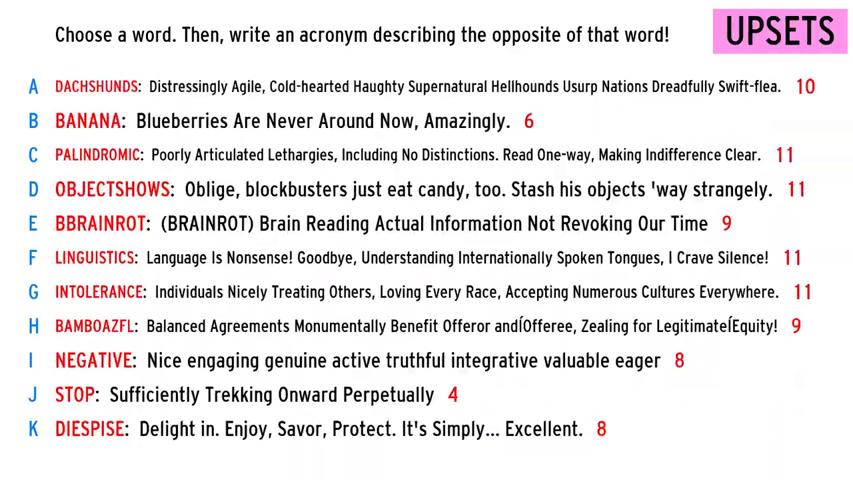 Choose a word. Then, write an acronym describing the opposite of that word!
UPSETS
A DACHSHUNDS: Distressingly Agile, Cold-hearted Haughty Supernatural Hellhounds Usurp Nations Dreadfully Swift-flea. 10
B BANANA: Blueberries Are Never Around Now, Amazingly. 6
C PALINDROMIC: Poorly Articulated Lethargies, Including No Distinctions. Read One-way, Making Indifference Clear. 11
D OBJECTSHOWS: Oblige, blockbusters just eat candy, too. Stash his objects 'way strangely. 11
E BBRAINROT: (BRAINROT) Brain Reading Actual Information Not Revoking Our Time 9
F LINGUISTICS: Language Is Nonsense! Goodbye, Understanding Internationally Spoken Tongues, I Crave Silence! 11
G INTOLERANCE: Individuals Nicely Treating Others, Loving Every Race, Accepting Numerous Cultures Everywhere. 11
H BAMBOAZFL: Balanced Agreements Monumentally Benefit Offeror andÍOfferee, Zealing for LegitimateÍEquity! 9
I NEGATIVE: Nice engaging genuine active truthful integrative valuable eager 8
J STOP: Sufficiently Trekking Onward Perpetually 4
K DIESPISE: Delight in. Enjoy, Savor, Protect. It's Simply... Excellent. 8